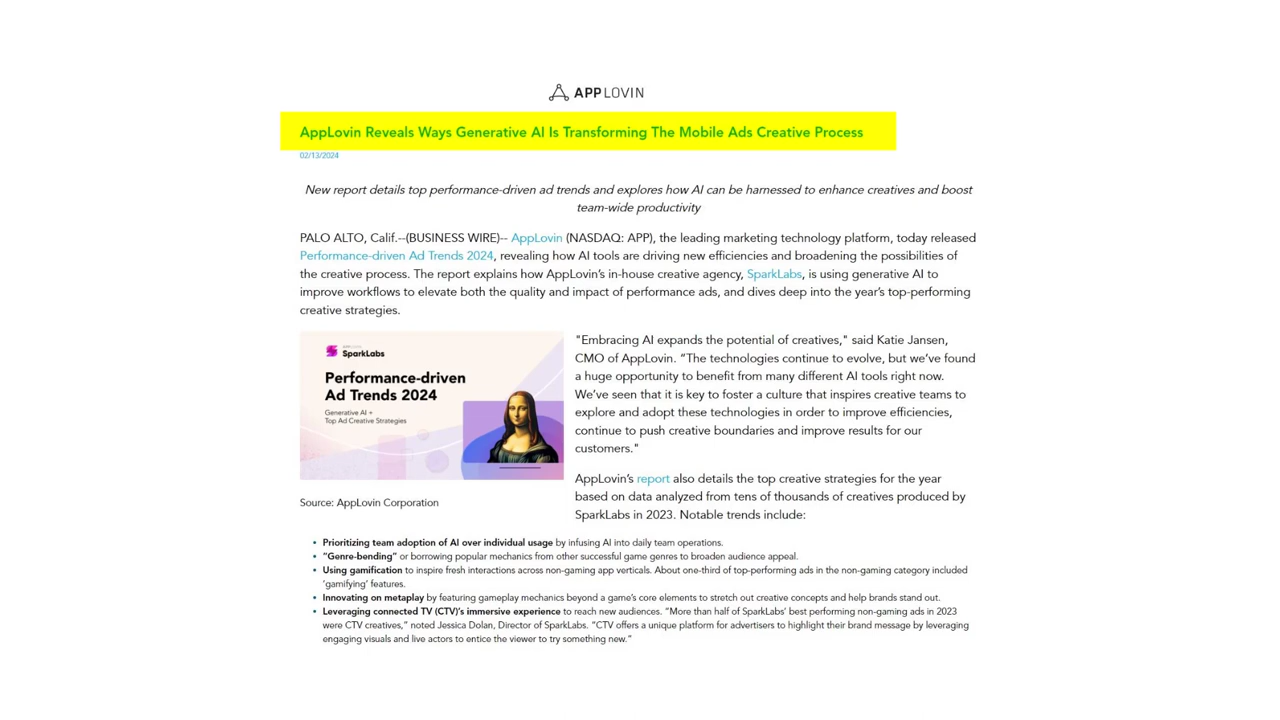 APPLOVIN
AppLovin Reveals Ways Generative AI Is Transforming The Mobile Ads Creative Process
02/13/2024
New report details top performance-driven ad trends and explores how AI can be harnessed to enhance creatives and boost
team-wide productivity
PALO ALTO, Calif.--(BUSINESS WIRE)-- AppLovin (NASDAQ: APP), the leading marketing technology platform, today released
Performance-driven Ad Trends 2024, revealing how AI tools are driving new efficiencies and broadening the possibilities of
the creative process. The report explains how AppLovin’s in-house creative agency, SparkLabs, is using generative AI to
improve workflows to elevate both the quality and impact of performance ads, and dives deep into the year’s top-performing
creative strategies.
APPLOVIN
SparkLabs
Performance-driven
Ad Trends 2024
Generative AI +
Top Ad Creative Strategies
Source: AppLovin Corporation
"Embracing AI expands the potential of creatives," said Katie Jansen,
CMO of AppLovin. “The technologies continue to evolve, but we’ve found
a huge opportunity to benefit from many different AI tools right now.
We’ve seen that it is key to foster a culture that inspires creative teams to
explore and adopt these technologies in order to improve efficiencies,
continue to push creative boundaries and improve results for our
customers."
AppLovin’s report also details the top creative strategies for the year
based on data analyzed from tens of thousands of creatives produced by
SparkLabs in 2023. Notable trends include:
• Prioritizing team adoption of AI over individual usage by infusing AI into daily team operations.
• “Genre-bending” or borrowing popular mechanics from other successful game genres to broaden audience appeal.
• Using gamification to inspire fresh interactions across non-gaming app verticals. About one-third of top-performing ads in the non-gaming category included
‘gamifying’ features.
• Innovating on metaplay by featuring gameplay mechanics beyond a game’s core elements to stretch out creative concepts and help brands stand out.
• Leveraging connected TV (CTV)’s immersive experience to reach new audiences. “More than half of SparkLabs’ best performing non-gaming ads in 2023
were CTV creatives,” noted Jessica Dolan, Director of SparkLabs. “CTV offers a unique platform for advertisers to highlight their brand message by leveraging
engaging visuals and live actors to entice the viewer to try something new.”